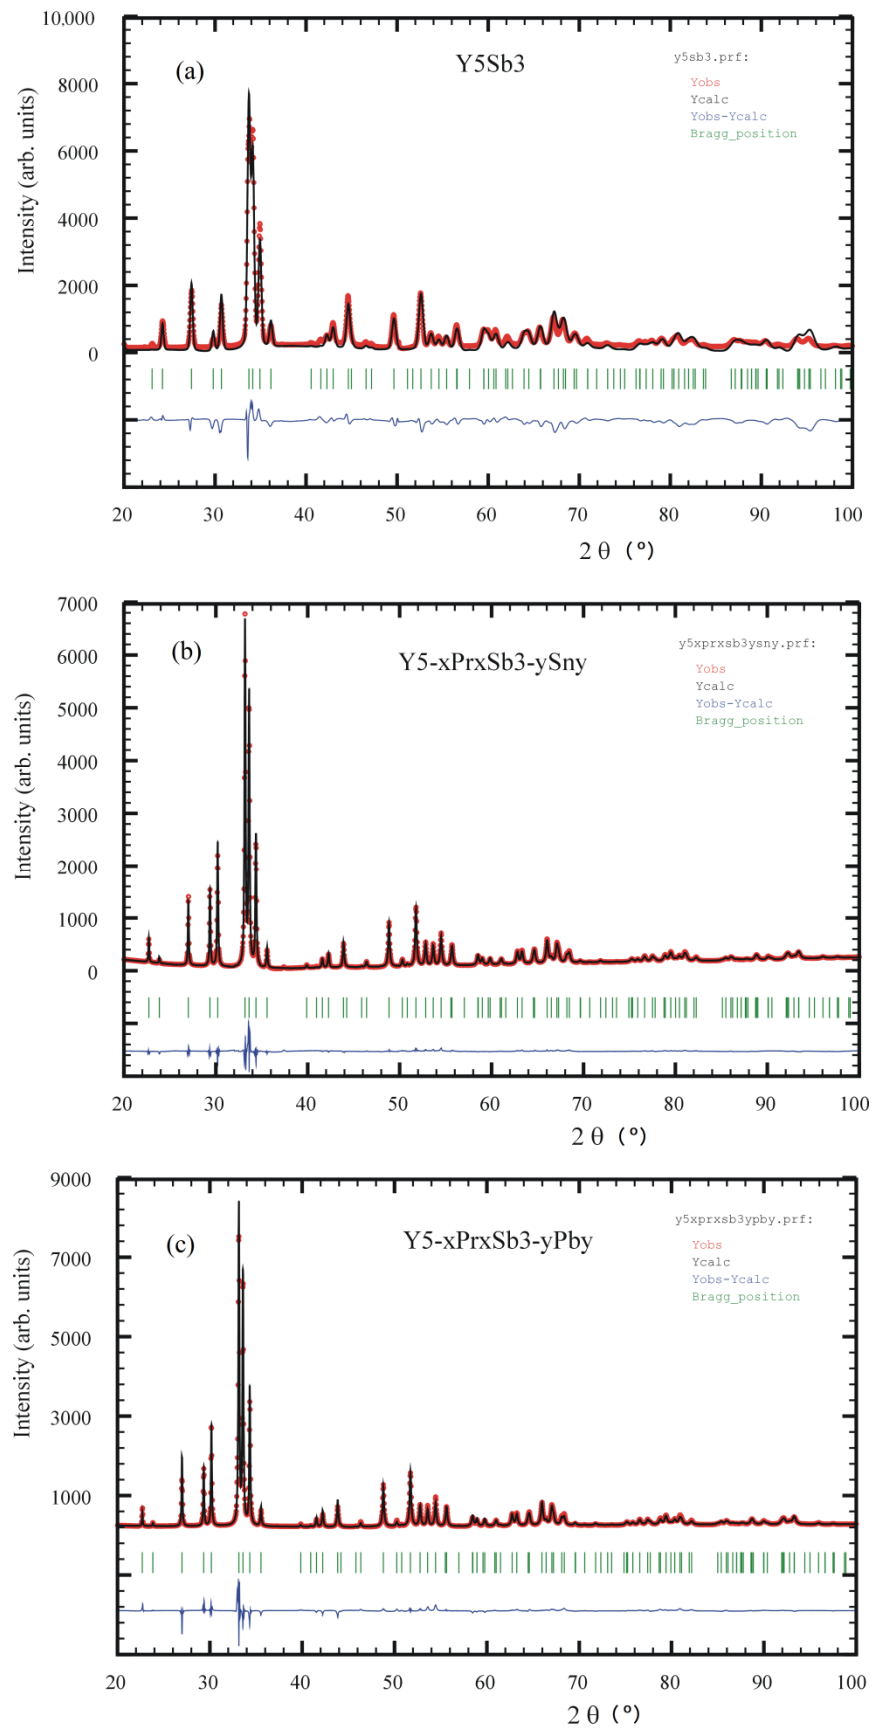 10,000
(a)
Y5Sb3
y5sb3.prf:
Yobs
Ycalc
Yobs-Ycalc
Bragg_position
8000
6000
4000
2000
0
Intensity (arb. units)
20 30 40 50 60 70 80 90 100
2 θ (°)
7000
(b)
Y5-xPrxSb3-ySny
y5xprxsb3ysny.prf:
Yobs
Ycalc
Yobs-Ycalc
Bragg_position
6000
5000
4000
3000
2000
1000
0
Intensity (arb. units)
20 30 40 50 60 70 80 90 100
2 θ (°)
9000
(c)
Y5-xPrxSb3-yPby
y5xprxsb3ypby.prf:
Yobs
Ycalc
Yobs-Ycalc
Bragg_position
7000
5000
3000
1000
Intensity (arb. units)
20 30 40 50 60 70 80 90 100
2 θ (°)